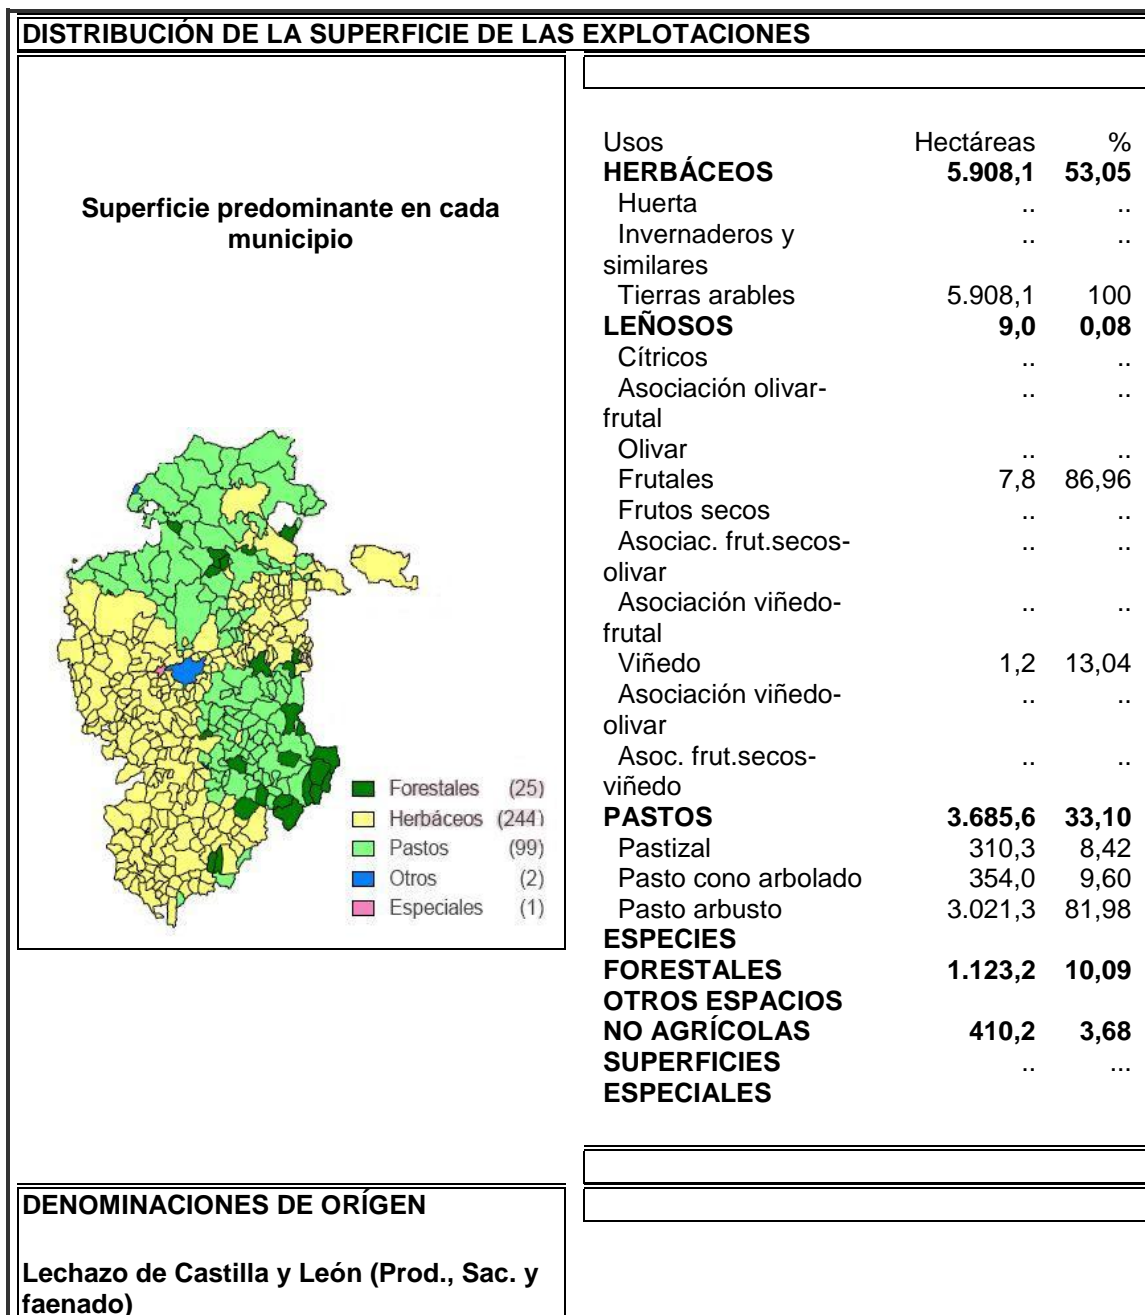 DISTRIBUCIÓN DE LA SUPERFICIE DE LAS EXPLOTACIONES
Superficie predominante en cada
municipio
Forestales (25)
Herbáceos (244)
Pastos (99)
Otros (2)
Especiales (1)
Usos Hectáreas %
HERBÁCEOS 5.908,1 53,05
Huerta .. ..
Invernaderos y .. ..
similares
Tierras arables 5.908,1 100
LEÑOSOS 9,0 0,08
Cítricos .. ..
Asociación olivar- .. ..
frutal
Olivar .. ..
Frutales 7,8 86,96
Frutos secos .. ..
Asociac. frut.secos- .. ..
olivar
Asociación viñedo- .. ..
frutal
Viñedo 1,2 13,04
Asociación viñedo- .. ..
olivar
Asoc. frut.secos- .. ..
viñedo
PASTOS 3.685,6 33,10
Pastizal 310,3 8,42
Pasto cono arbolado 354,0 9,60
Pasto arbusto 3.021,3 81,98
ESPECIES
FORESTALES 1.123,2 10,09
OTROS ESPACIOS
NO AGRÍCOLAS 410,2 3,68
SUPERFICIES .. ...
ESPECIALES
DENOMINACIONES DE ORÍGEN
Lechazo de Castilla y León (Prod., Sac. y
faenado)